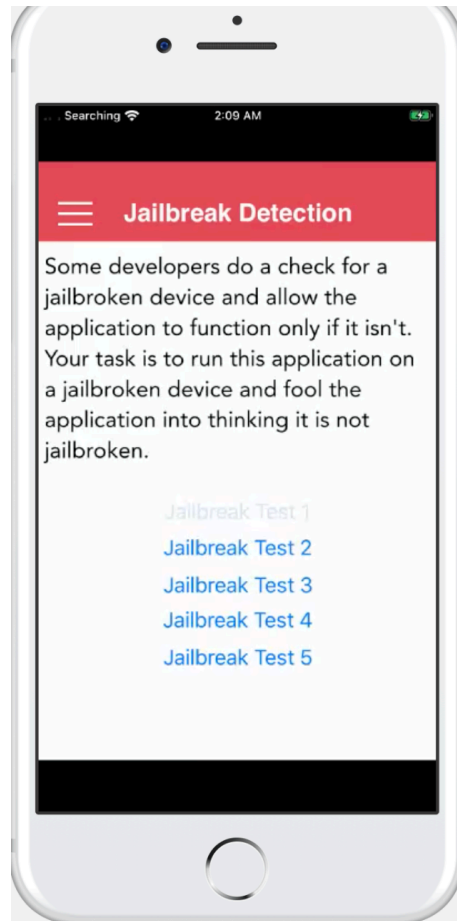 Searching 2:09 AM
Jailbreak Detection
Some developers do a check for a
jailbroken device and allow the
application to function only if it isn't.
Your task is to run this application on
a jailbroken device and fool the
application into thinking it is not
jailbroken.
Jailbreak Test 1
Jailbreak Test 2
Jailbreak Test 3
Jailbreak Test 4
Jailbreak Test 5